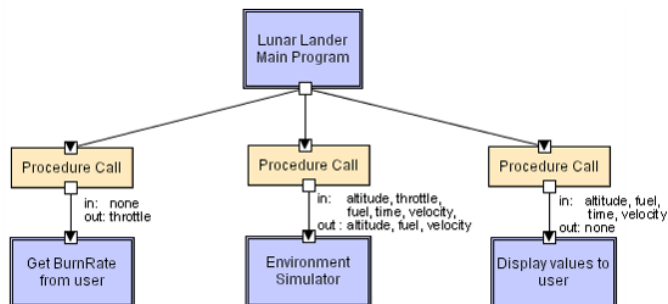 Lunar Lander
Main Program
Procedure Call
Procedure Call
Procedure Call
in: none
out: throttle
in: altitude, throttle,
fuel, time, velocity,
out : altitude, fuel, velocity
in: altitude, fuel,
time, velocity
out: none
Get BurnRate
from user
Environment
Simulator
Display values to
user